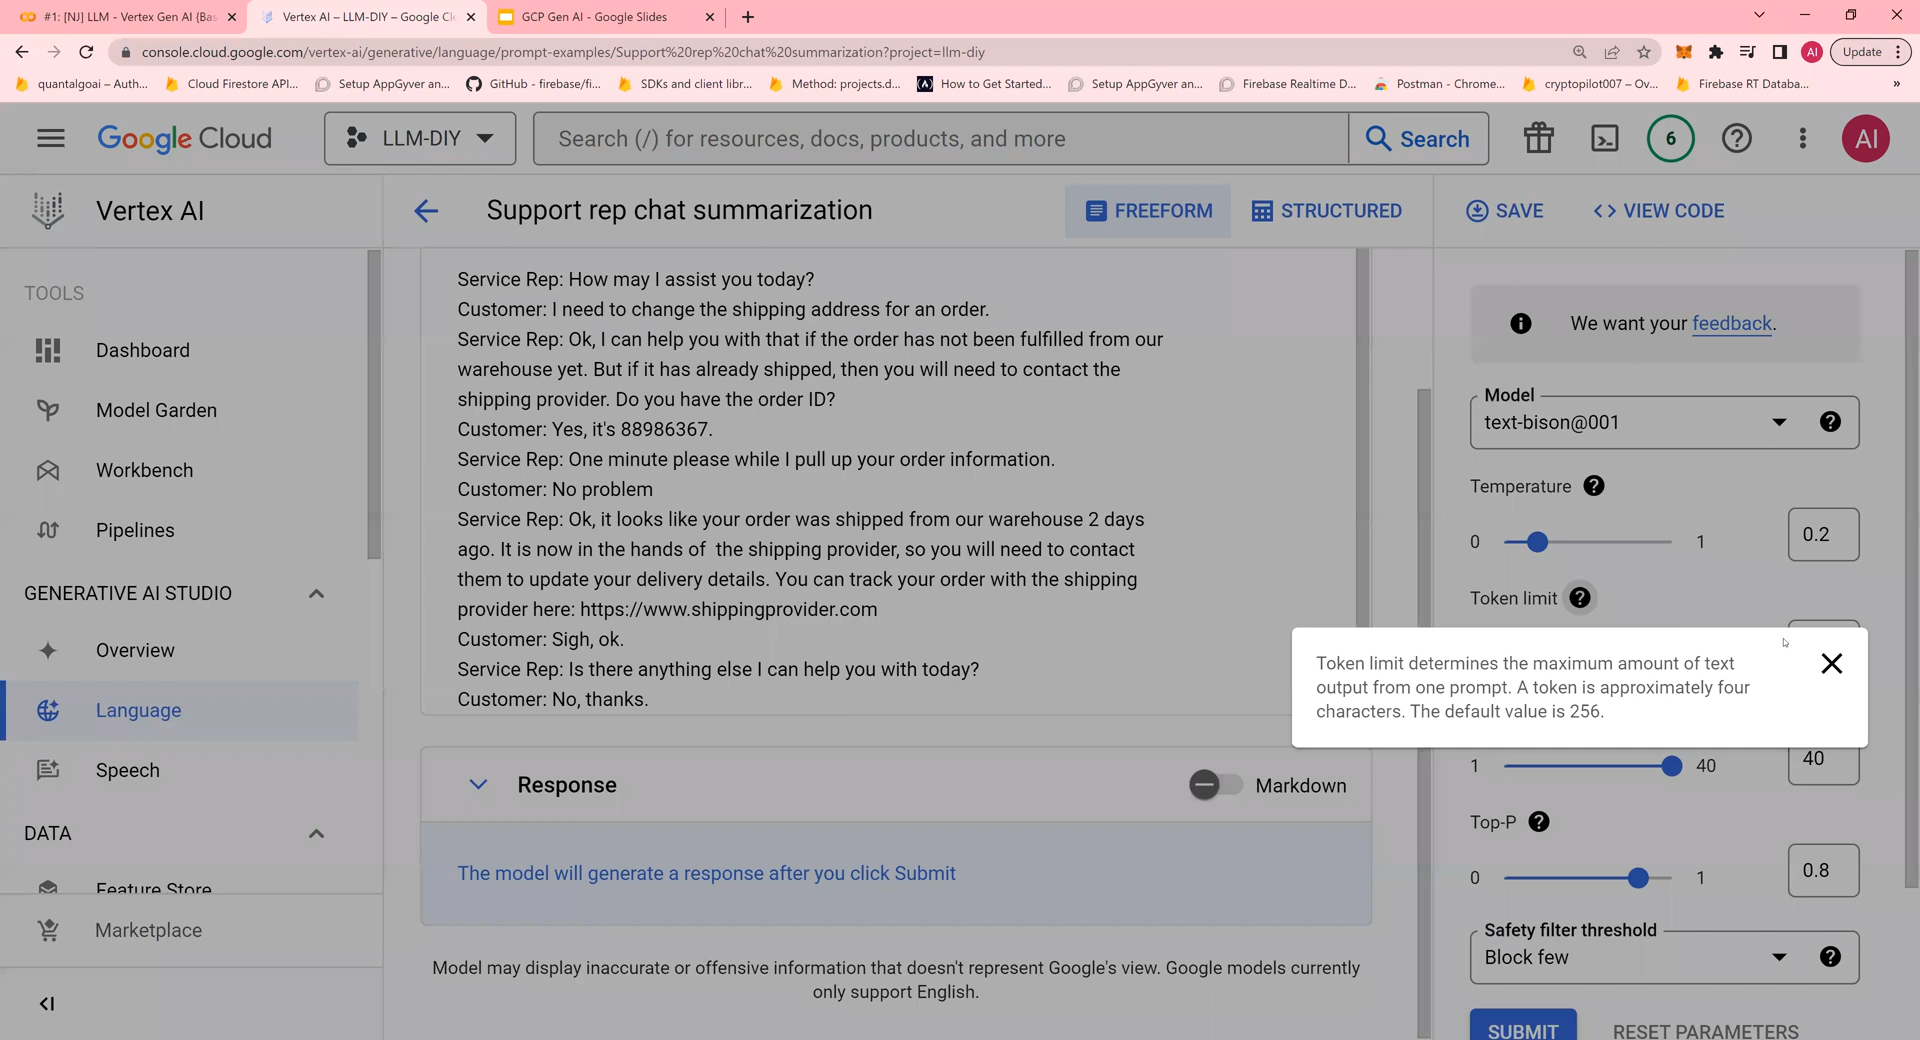 #1: [NJ] LLM - Vertex Gen AI {Bas
Vertex AI – LLM-DIY – Google Cl
GCP Gen AI - Google Slides
console.cloud.google.com/vertex-ai/generative/language/prompt-examples/Support%20rep%20chat%20summarization?project=llm-diy
AI
Update
quantalgoai – Auth...
Cloud Firestore API...
Setup AppGyver an...
GitHub - firebase/fi...
SDKs and client libr...
Method: projects.d...
How to Get Started...
Setup AppGyver an...
Firebase Realtime D...
Postman - Chrome...
cryptopilot007 – Ov...
Firebase RT Databa...
»
Google Cloud
LLM-DIY
Search (/) for resources, docs, products, and more
Search
6
AI
Vertex AI
Support rep chat summarization
FREEFORM
STRUCTURED
SAVE
<> VIEW CODE
TOOLS
Dashboard
Model Garden
Workbench
Pipelines
GENERATIVE AI STUDIO
Overview
Language
Speech
DATA
Feature Store
Marketplace
Service Rep: How may I assist you today?
Customer: I need to change the shipping address for an order.
Service Rep: Ok, I can help you with that if the order has not been fulfilled from our
warehouse yet. But if it has already shipped, then you will need to contact the
shipping provider. Do you have the order ID?
Customer: Yes, it's 88986367.
Service Rep: One minute please while I pull up your order information.
Customer: No problem
Service Rep: Ok, it looks like your order was shipped from our warehouse 2 days
ago. It is now in the hands of  the shipping provider, so you will need to contact
them to update your delivery details. You can track your order with the shipping
provider here: https://www.shippingprovider.com
Customer: Sigh, ok.
Service Rep: Is there anything else I can help you with today?
Customer: No, thanks.
Response
Markdown
The model will generate a response after you click Submit
Model may display inaccurate or offensive information that doesn't represent Google's view. Google models currently
only support English.
We want your feedback.
Model
text-bison@001
Temperature
0
1
0.2
Token limit
Token limit determines the maximum amount of text
output from one prompt. A token is approximately four
characters. The default value is 256.
1
40
40
Top-P
0
1
0.8
Safety filter threshold
Block few
SUBMIT
RESET PARAMETERS